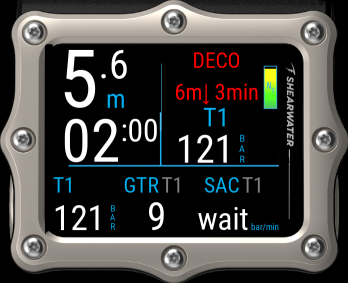 5.6 m DECO
6m↓ 3min N₂
02:00 T1
121 BAR
SHEARWATER
T1 GTR T1 SAC T1
121 BAR 9 wait bar/min